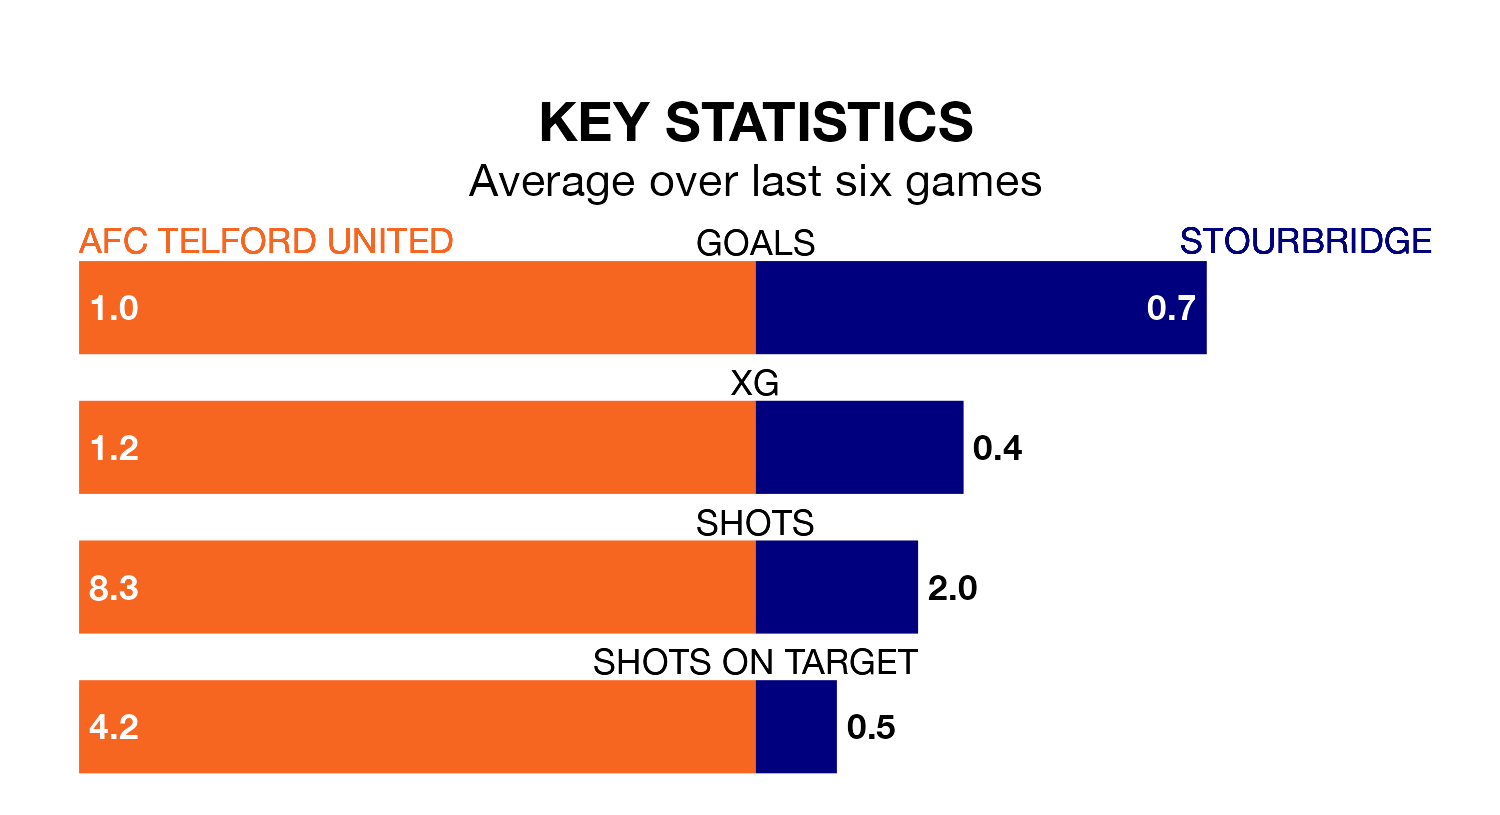 KEY STATISTICS
Average over last six games
AFC TELFORD UNITED GOALS STOURBRIDGE
1.0 0.7
XG
1.2 0.4
SHOTS
8.3 2.0
SHOTS ON TARGET
4.2 0.5